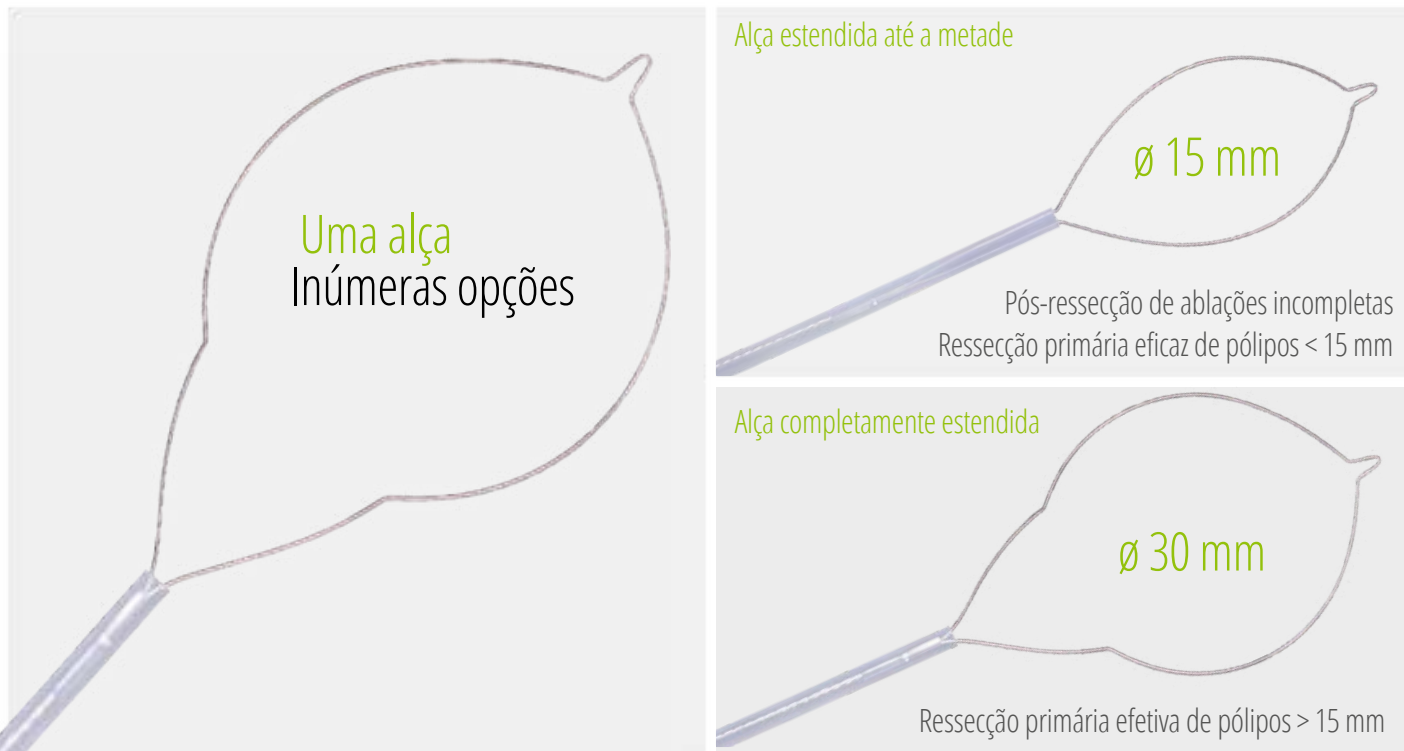 Uma alça
Inúmeras opções
Alça estendida até a metade
ø 15 mm
Pós-ressecção de ablações incompletas
Ressecção primária eficaz de pólipos < 15 mm
Alça completamente estendida
ø 30 mm
Ressecção primária efetiva de pólipos > 15 mm